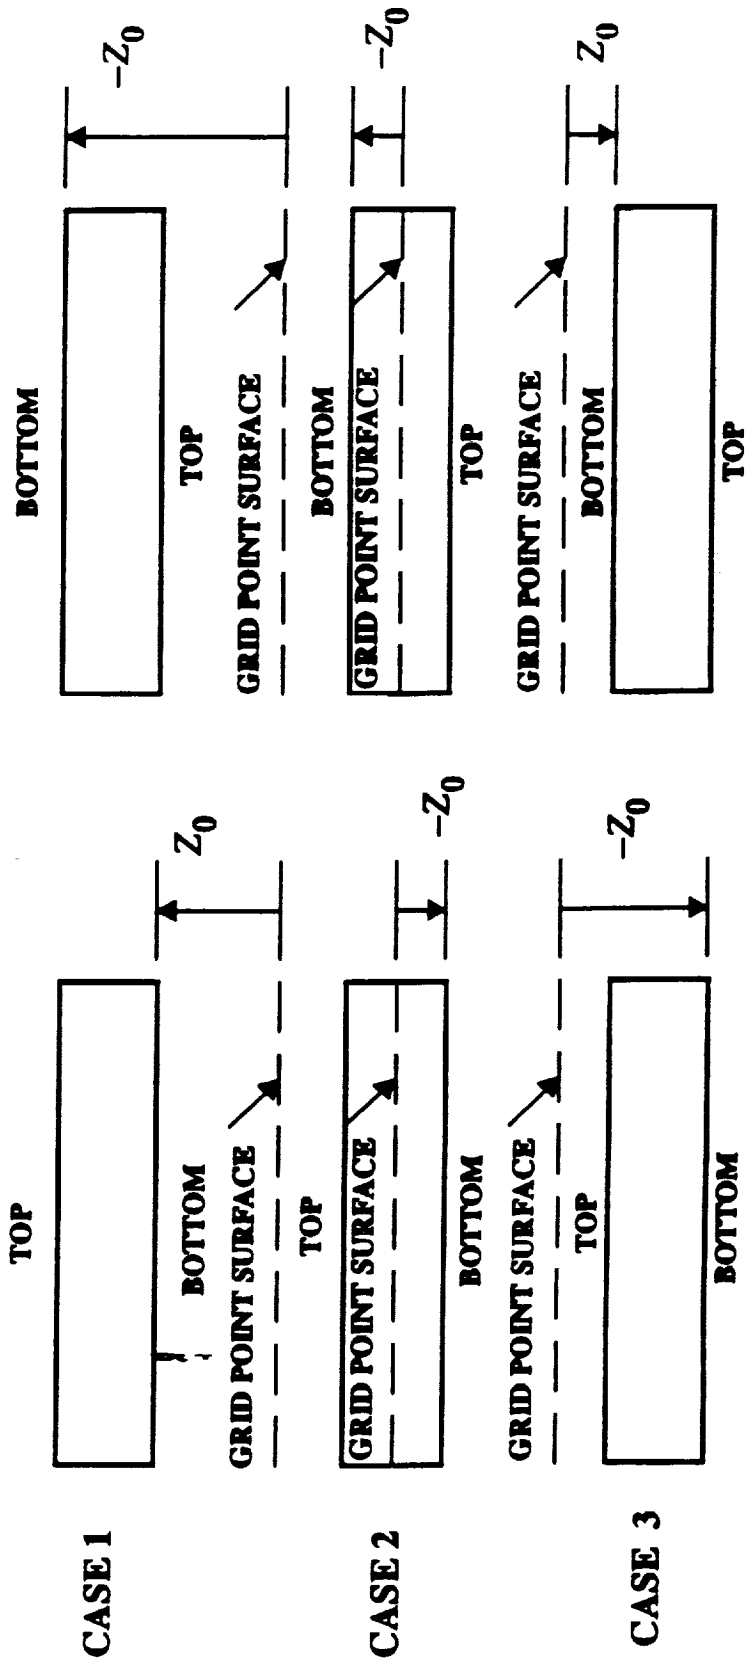 TOP
BOTTOM
CASE 1
–Z0
BOTTOM
Z0
TOP
GRID POINT SURFACE
GRID POINT SURFACE
TOP
BOTTOM
GRID POINT SURFACE
GRID POINT SURFACE
CASE 2
–Z0
–Z0
BOTTOM
TOP
GRID POINT SURFACE
GRID POINT SURFACE
TOP
BOTTOM
Z0
CASE 3
–Z0
BOTTOM
TOP